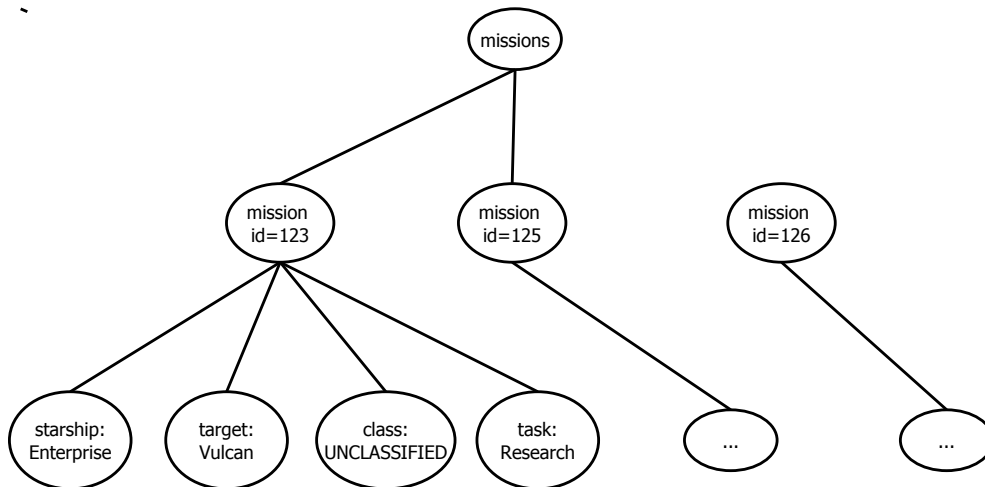 missions
mission
id=123
mission
id=125
mission
id=126
starship:
Enterprise
target:
Vulcan
class:
UNCLASSIFIED
task:
Research
...
...